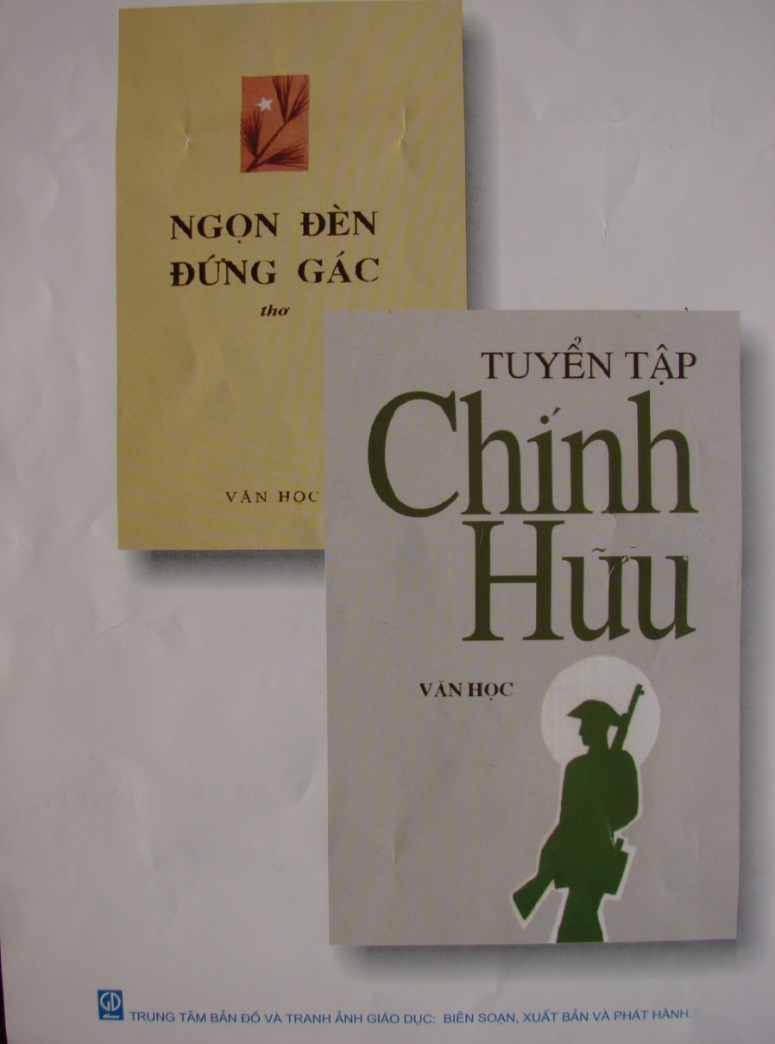 NGỌN ĐÈN
ĐỨNG GÁC
thơ
VĂN HỌC
TUYỂN TẬP
Chính
Hữu
VĂN HỌC
GD
TRUNG TÂM BẢN ĐỒ VÀ TRANH ẢNH GIÁO DỤC: BIÊN SOẠN, XUẤT BẢN VÀ PHÁT HÀNH.